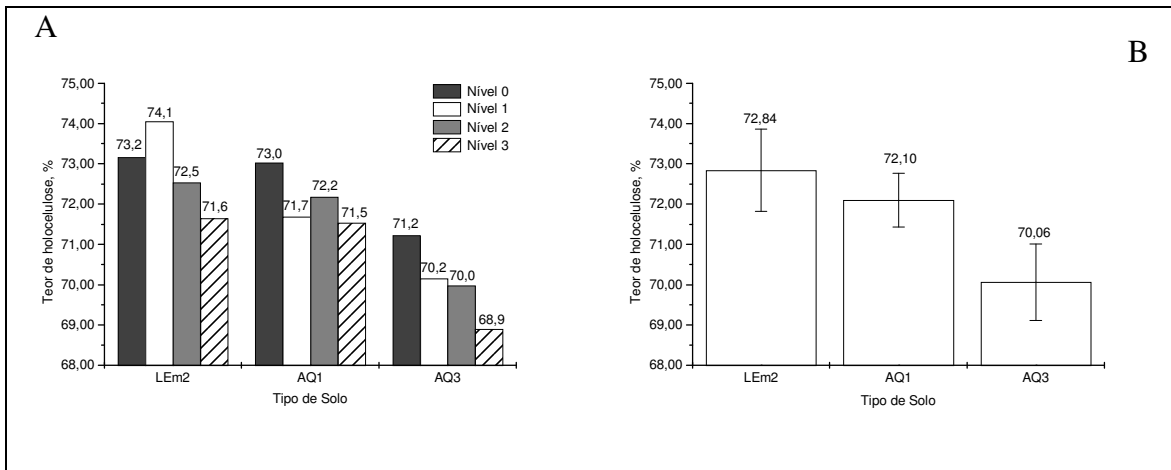 A
B
Teor de holocelulose, %
75,00
74,00
73,00
72,00
71,00
70,00
69,00
68,00
73,2
74,1
72,5
71,6
73,0
71,7
72,2
71,5
71,2
70,2
70,0
68,9
Nível 0
Nível 1
Nível 2
Nível 3
LEm2
AQ1
AQ3
Tipo de Solo
Teor de holocelulose, %
75,00
74,00
73,00
72,00
71,00
70,00
69,00
68,00
72,84
72,10
70,06
LEm2
AQ1
AQ3
Tipo de Solo